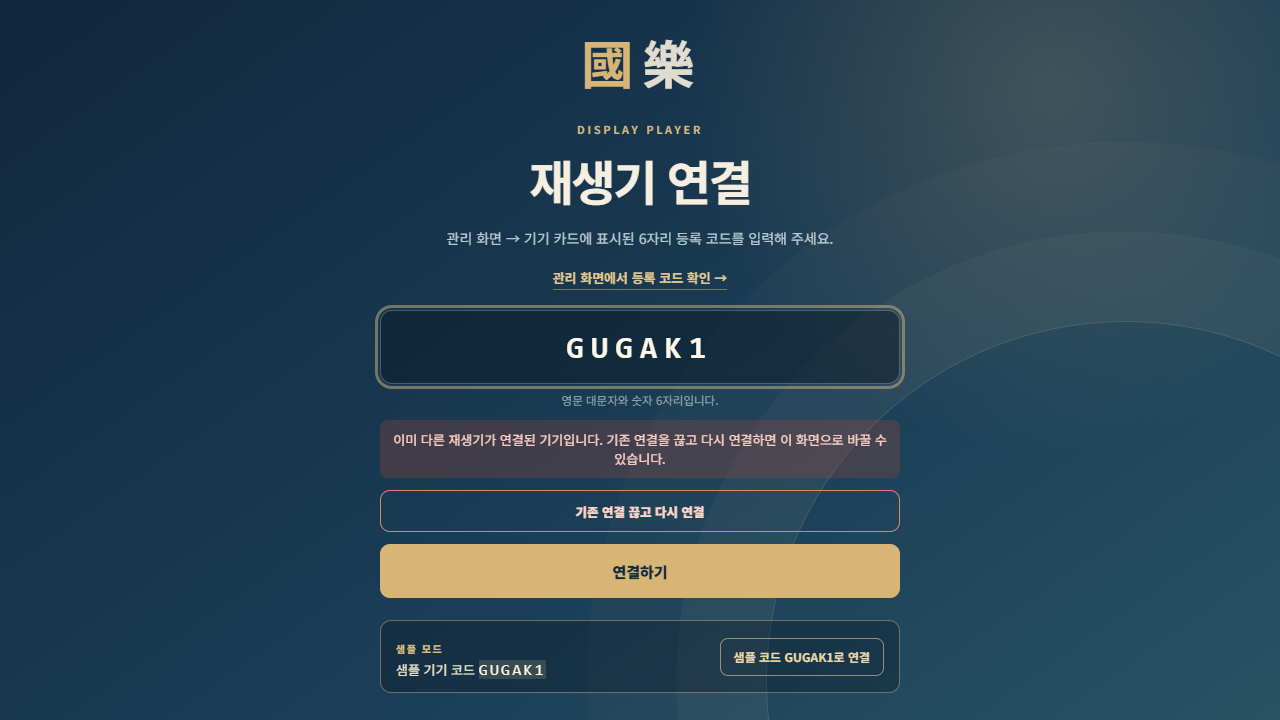 國樂
DISPLAY PLAYER
재생기 연결
관리 화면 → 기기 카드에 표시된 6자리 등록 코드를 입력해 주세요.
관리 화면에서 등록 코드 확인 →
GUGAK1
영문 대문자와 숫자 6자리입니다.
이미 다른 재생기가 연결된 기기입니다. 기존 연결을 끊고 다시 연결하면 이 화면으로 바꿀 수
있습니다.
기존 연결 끊고 다시 연결
연결하기
샘플 모드
샘플 기기 코드 GUGAK1
샘플 코드 GUGAK1로 연결